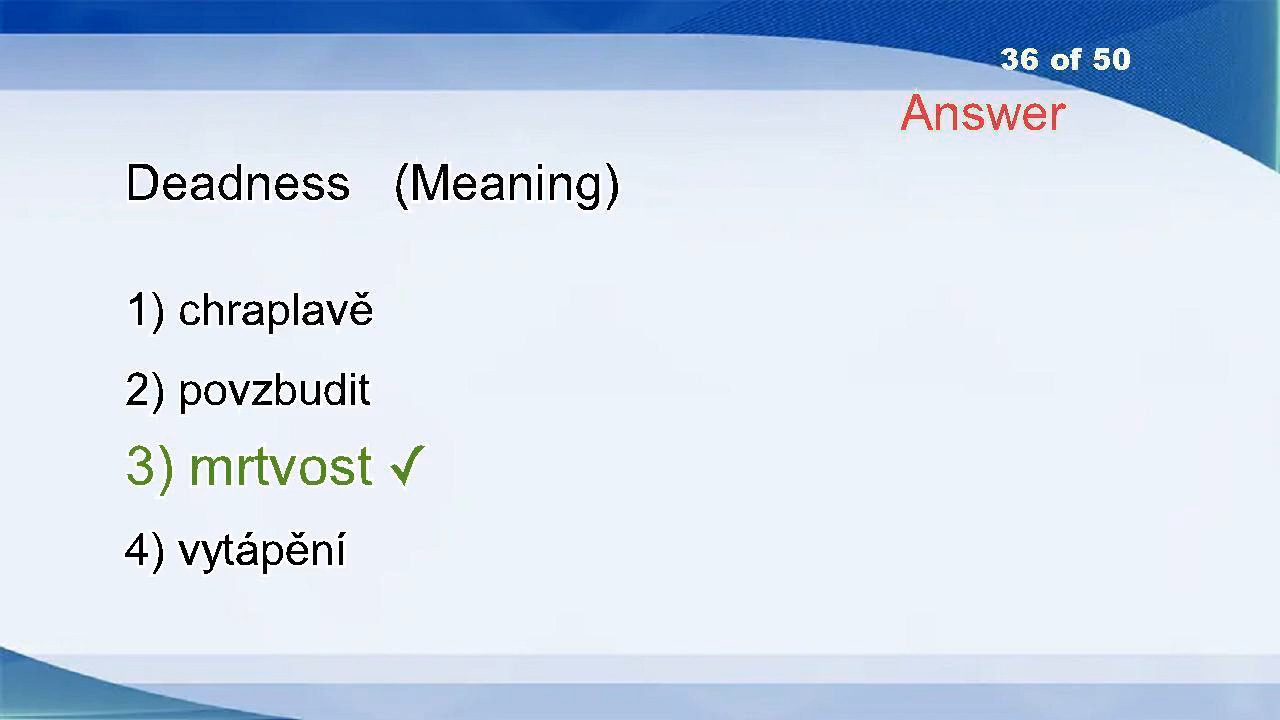 36 of 50
Answer
Deadness (Meaning)
1) chraplavě
2) povzbudit
3) mrtvost ✓
4) vytápění